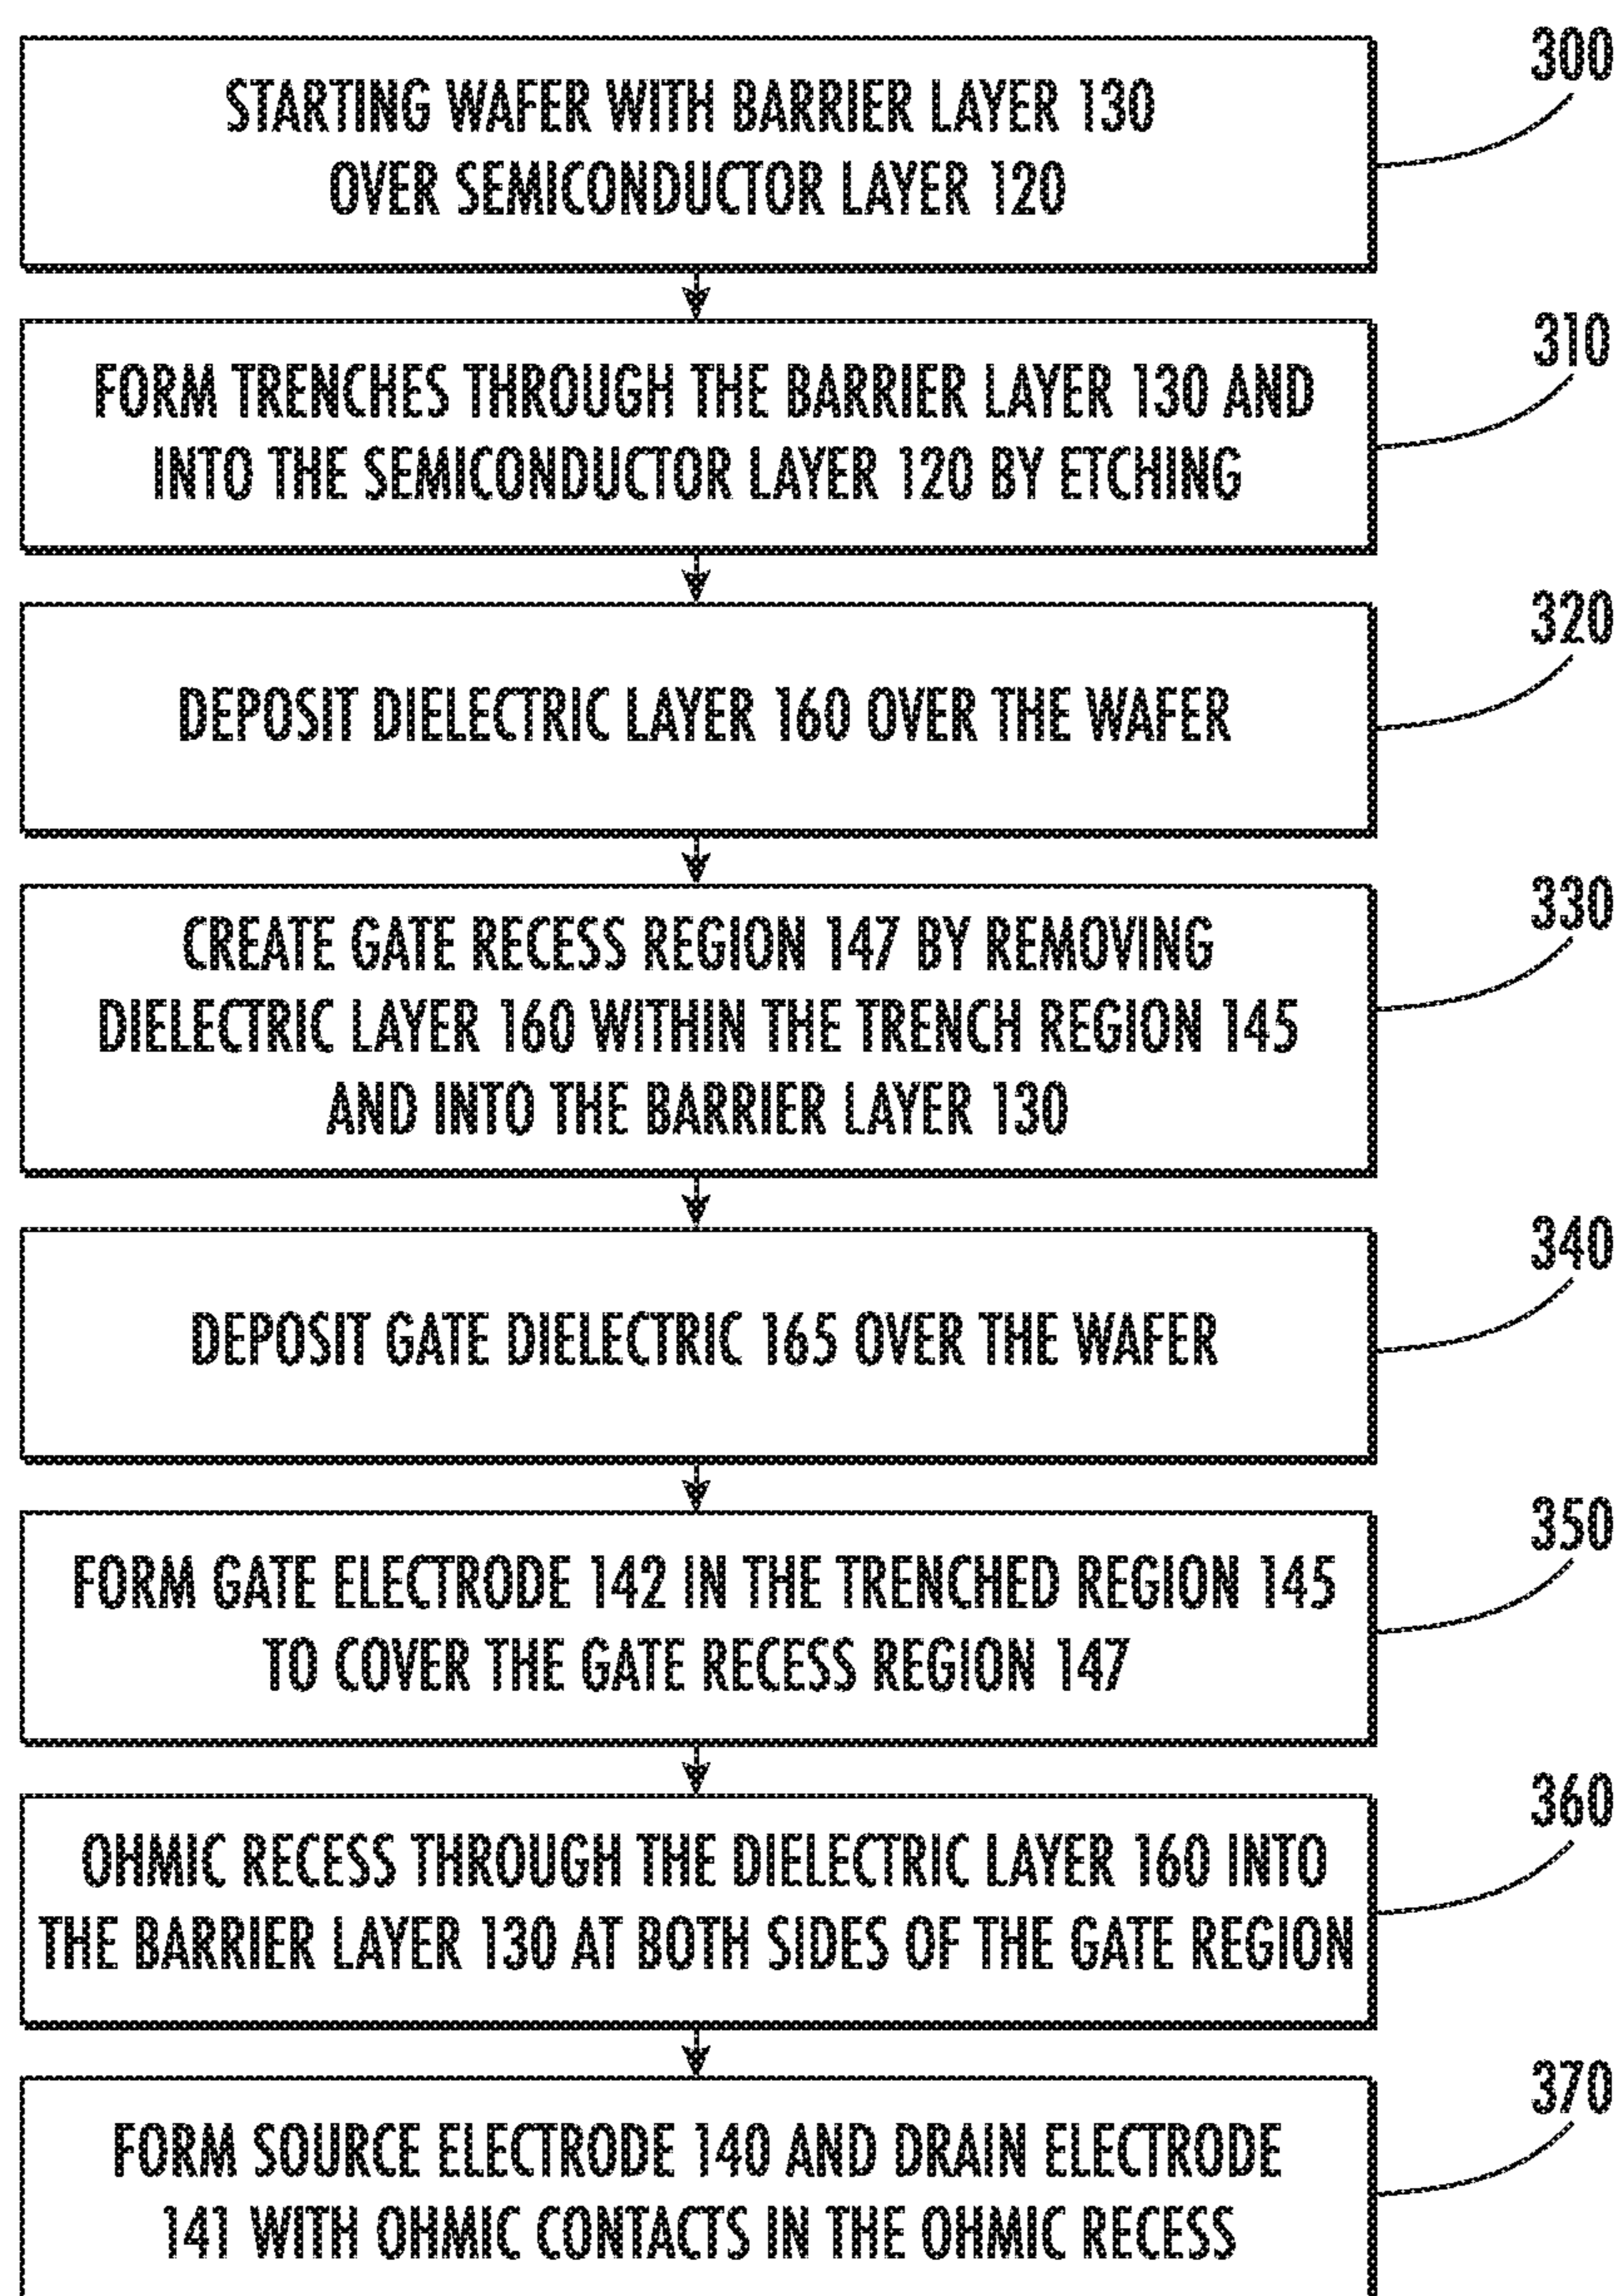 300
STARTING WAFER WITH BARRIER LAYER 130
OVER SEMICONDUCTOR LAYER 120
310
FORM TRENCHES THROUGH THE BARRIER LAYER 130 AND
INTO THE SEMICONDUCTOR LAYER 120 BY ETCHING
320
DEPOSIT DIELECTRIC LAYER 160 OVER THE WAFER
330
CREATE GATE RECESS REGION 147 BY REMOVING
DIELECTRIC LAYER 160 WITHIN THE TRENCH REGION 145
AND INTO THE BARRIER LAYER 130
340
DEPOSIT GATE DIELECTRIC 165 OVER THE WAFER
350
FORM GATE ELECTRODE 142 IN THE TRENCHED REGION 145
TO COVER THE GATE RECESS REGION 147
360
OHMIC RECESS THROUGH THE DIELECTRIC LAYER 160 INTO
THE BARRIER LAYER 130 AT BOTH SIDES OF THE GATE REGION
370
FORM SOURCE ELECTRODE 140 AND DRAIN ELECTRODE
141 WITH OHMIC CONTACTS IN THE OHMIC RECESS